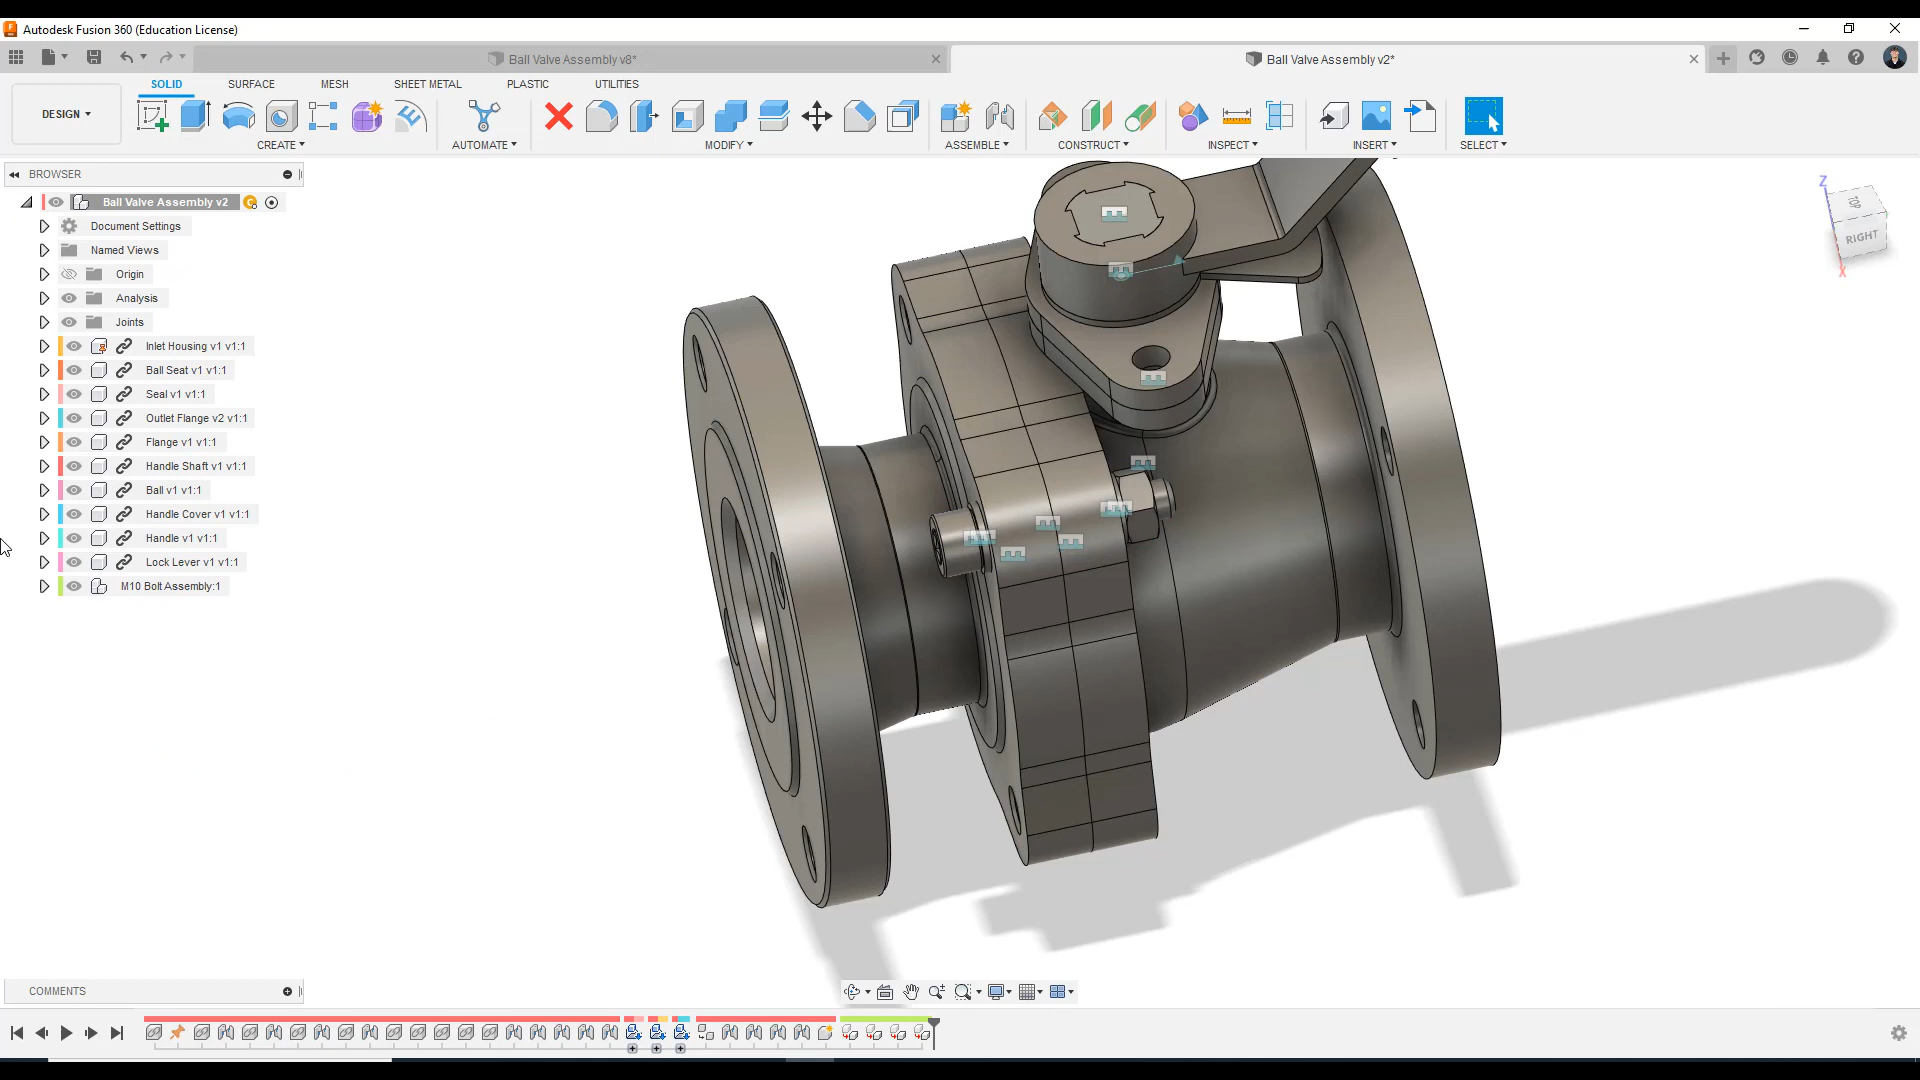 Autodesk Fusion 360 (Education License)
Ball Valve Assembly v8*
Ball Valve Assembly v2*
SOLID SURFACE MESH SHEET METAL PLASTIC UTILITIES
DESIGN
CREATE AUTOMATE MODIFY ASSEMBLE CONSTRUCT INSPECT INSERT SELECT
BROWSER
Ball Valve Assembly v2
Document Settings
Named Views
Origin
Analysis
Joints
Inlet Housing v1 v1:1
Ball Seat v1 v1:1
Seal v1 v1:1
Outlet Flange v2 v1:1
Flange v1 v1:1
Handle Shaft v1 v1:1
Ball v1 v1:1
Handle Cover v1 v1:1
Handle v1 v1:1
Lock Lever v1 v1:1
M10 Bolt Assembly:1
Z
TOP
RIGHT
X
COMMENTS